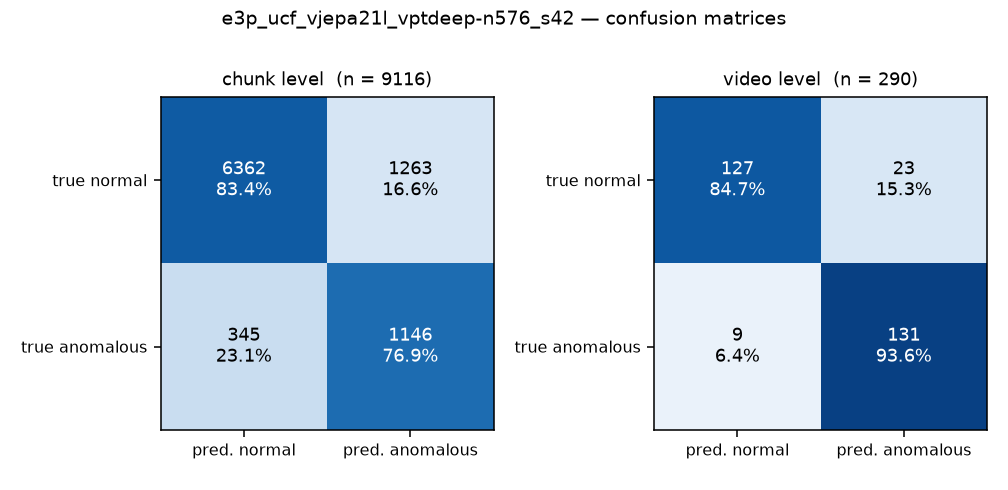 e3p_ucf_vjepa21l_vptdeep-n576_s42 — confusion matrices
chunk level  (n = 9116)
true normal
6362
83.4%
1263
16.6%
true anomalous
345
23.1%
1146
76.9%
pred. normal
pred. anomalous
video level  (n = 290)
true normal
127
84.7%
23
15.3%
true anomalous
9
6.4%
131
93.6%
pred. normal
pred. anomalous